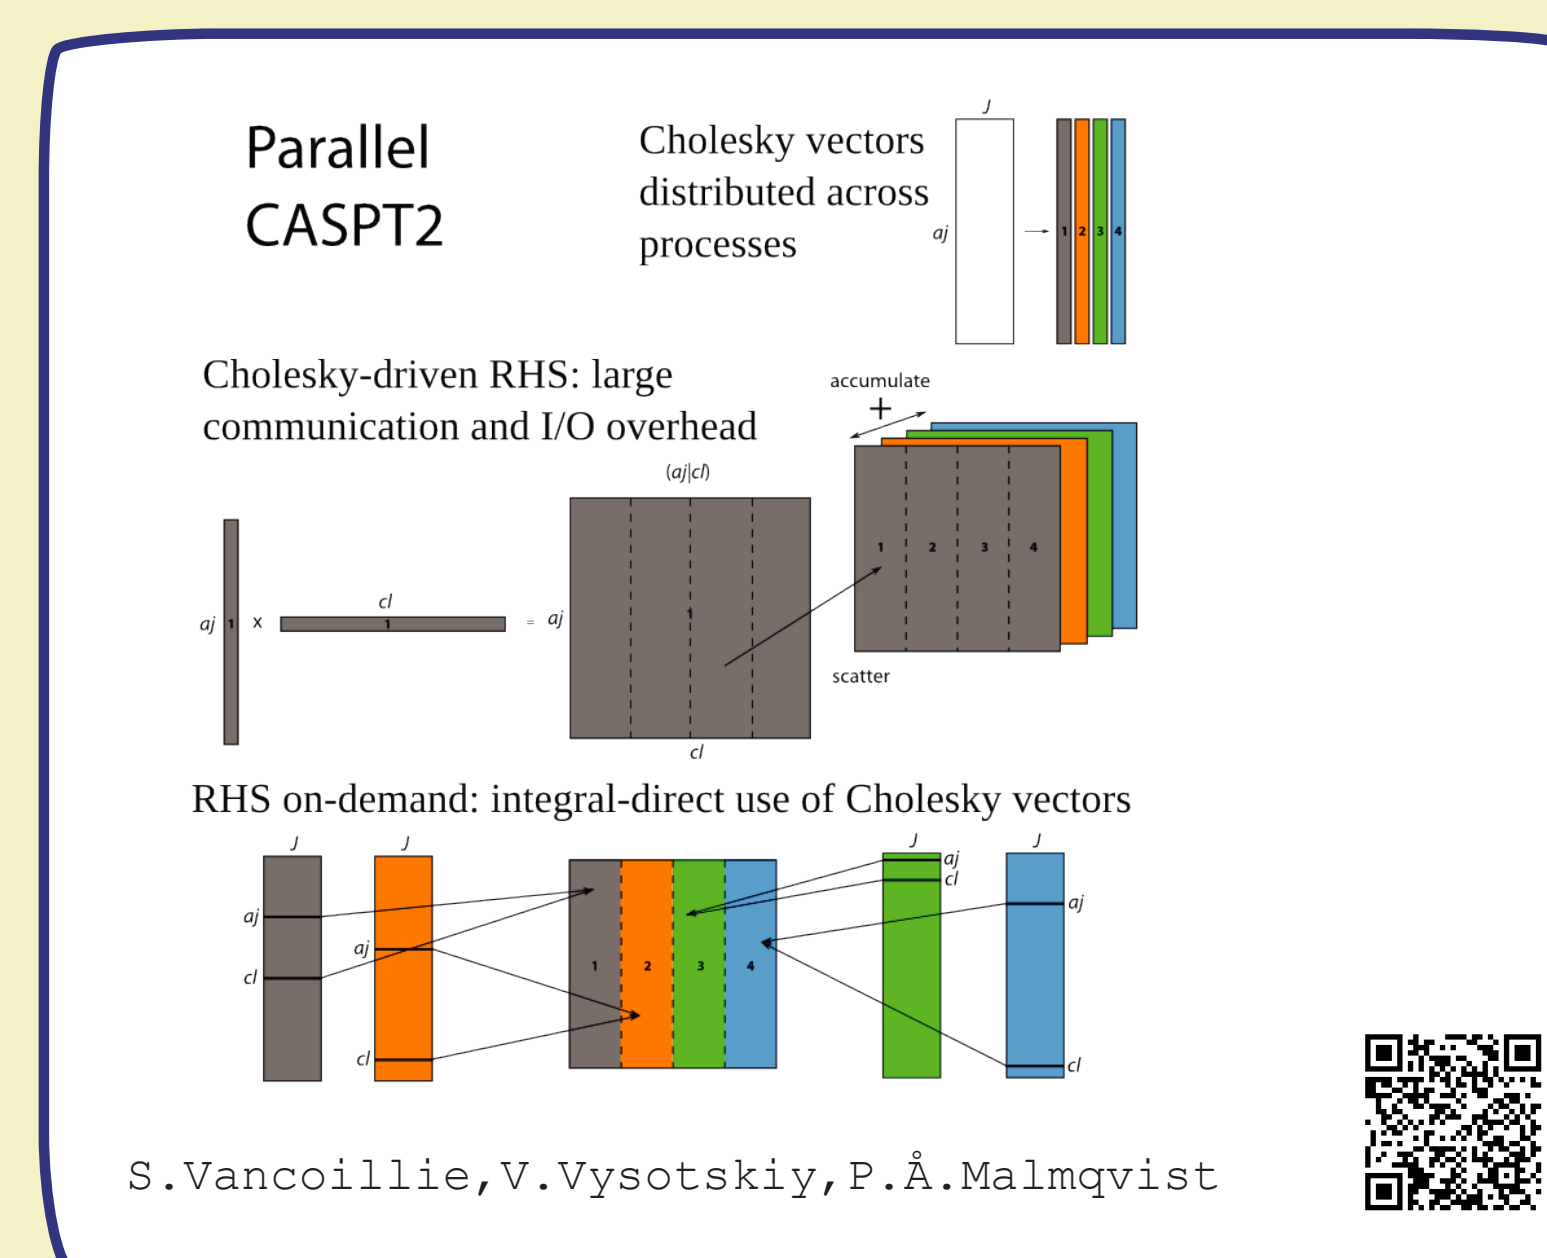 Parallel
CASPT2
Cholesky vectors
distributed across
processes
J
aj
1 2 3 4
Cholesky-driven RHS: large
communication and I/O overhead
accumulate
+
(aj|cl)
1 2 3 4
aj 1 x
cl
1
= aj
1
cl
scatter
RHS on-demand: integral-direct use of Cholesky vectors
J J J J
aj
cl
aj
cl
1 2 3 4
aj
cl
aj
cl
S.Vancoillie,V.Vysotskiy,P.Å.Malmqvist